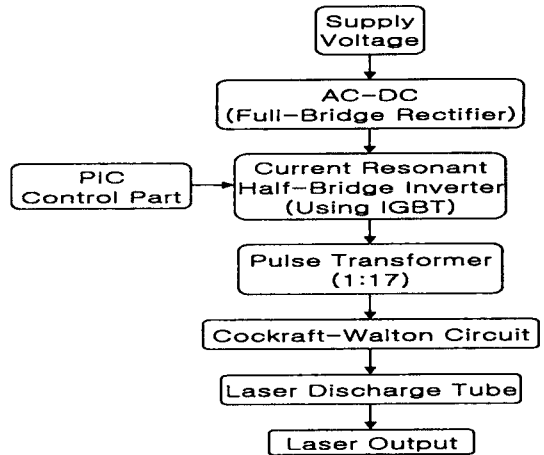 Supply
Voltage
AC-DC
(Full-Bridge Rectifier)
PIC
Control Part
Current Resonant
Half-Bridge Inverter
(Using IGBT)
Pulse Transformer
(1:17)
Cockraft-Walton Circuit
Laser Discharge Tube
Laser Output